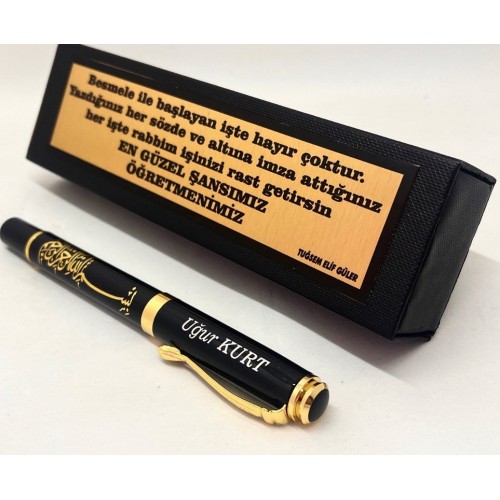 Besmele ile başlayan işte hayır çoktur.
Yazdığınız her sözde ve altına imza attığınız
her işte rabbim işinizi rast getirsin
EN GÜZEL ŞANSIMIZ
ÖĞRETMENİMİZ
TUĞSEM ELİF GÜLER
Uğur KURT